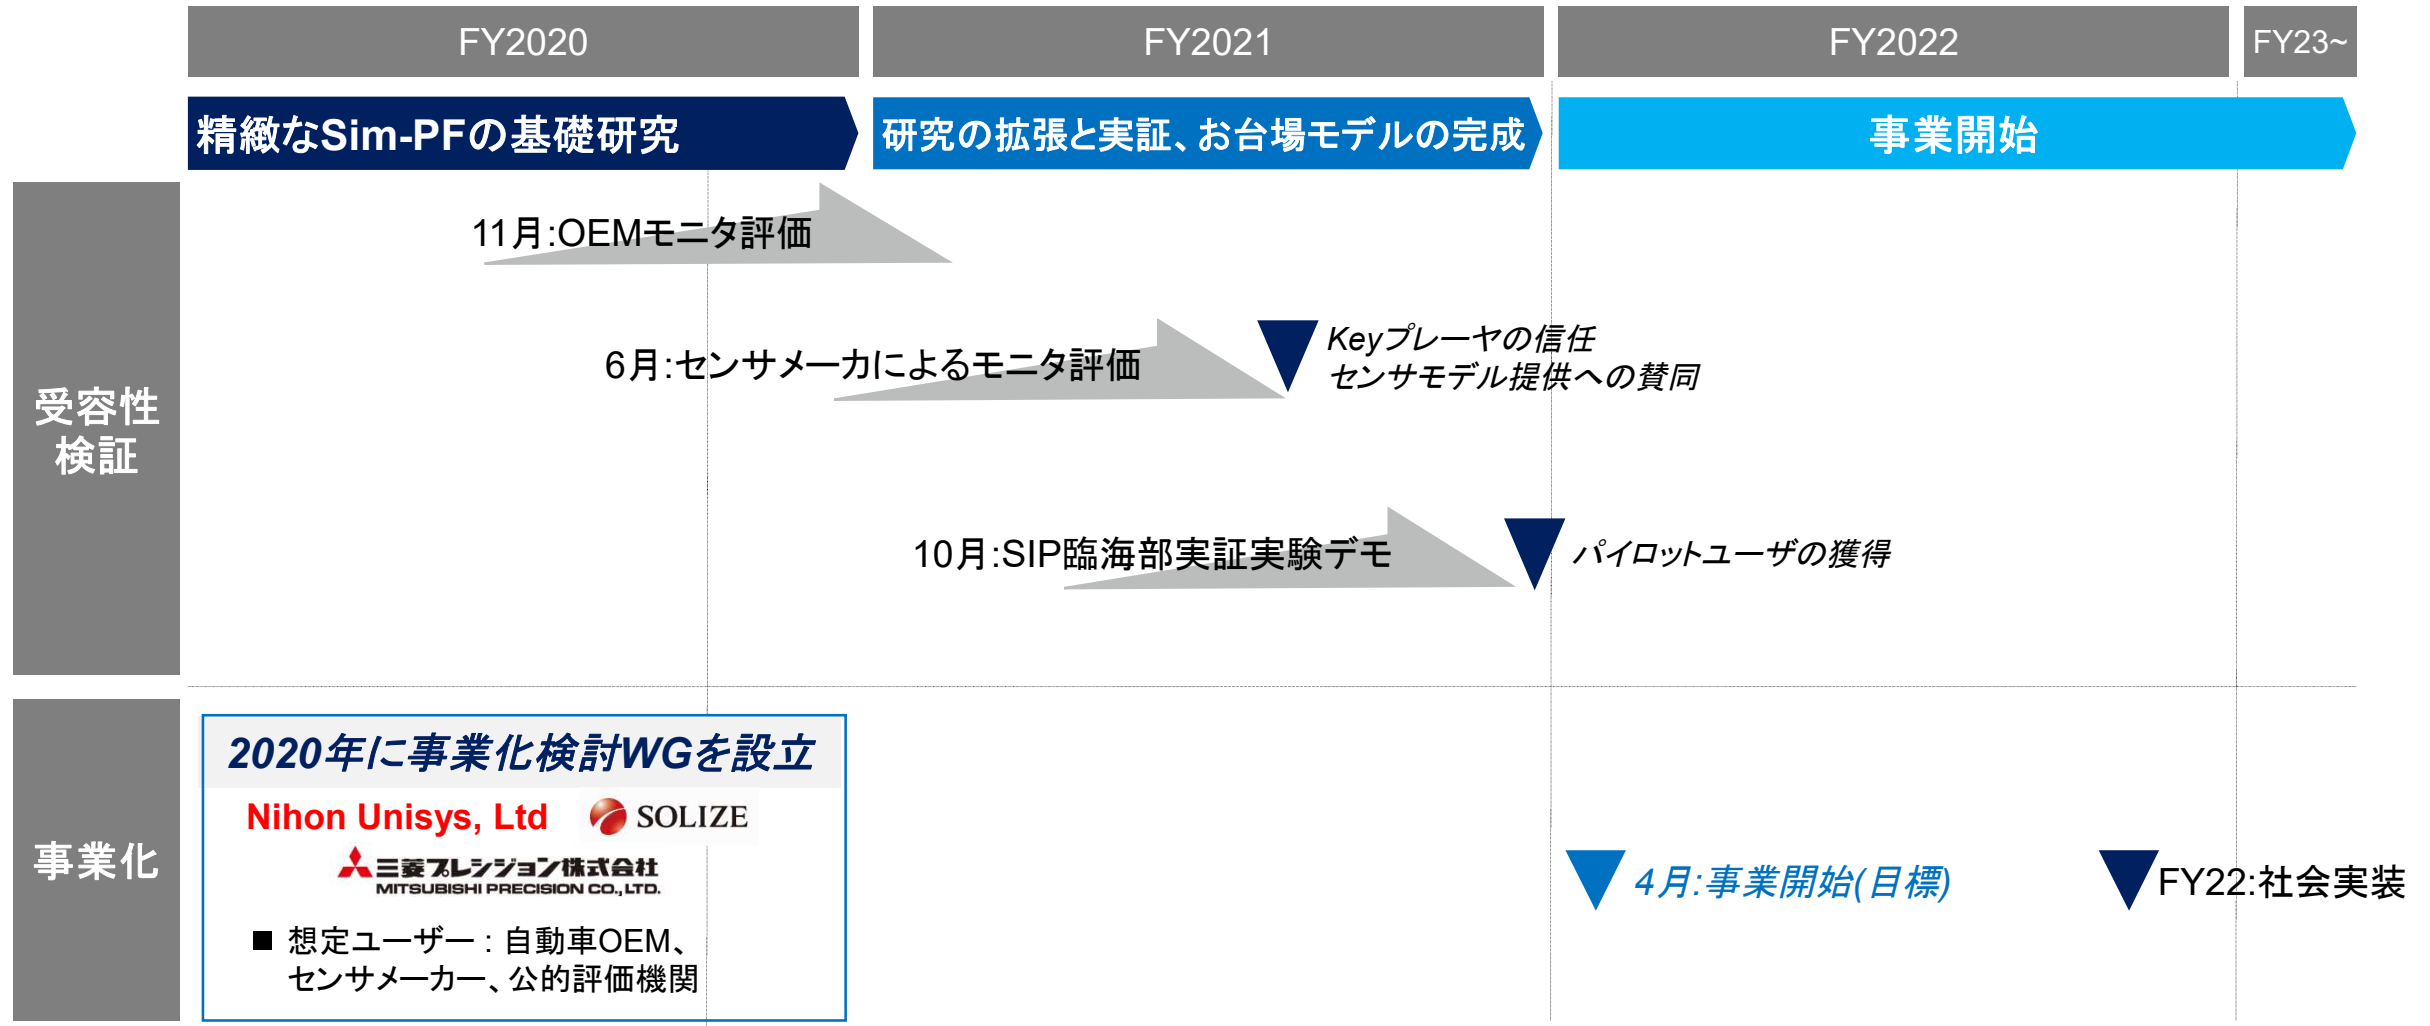 FY2020
FY2021
FY2022
FY23~
精緻なSim-PFの基礎研究
研究の拡張と実証、お台場モデルの完成
事業開始
受容性
検証
11月:OEMモニタ評価
6月:センサメーカによるモニタ評価
Keyプレーヤの信任
センサモデル提供への賛同
10月:SIP臨海部実証実験デモ
パイロットユーザの獲得
事業化
2020年に事業化検討WGを設立
Nihon Unisys, Ltd
SOLIZE
三菱プレシジョン株式会社
MITSUBISHI PRECISION CO.,LTD.
■ 想定ユーザー : 自動車OEM、
センサメーカー、公的評価機関
4月:事業開始(目標)
FY22:社会実装